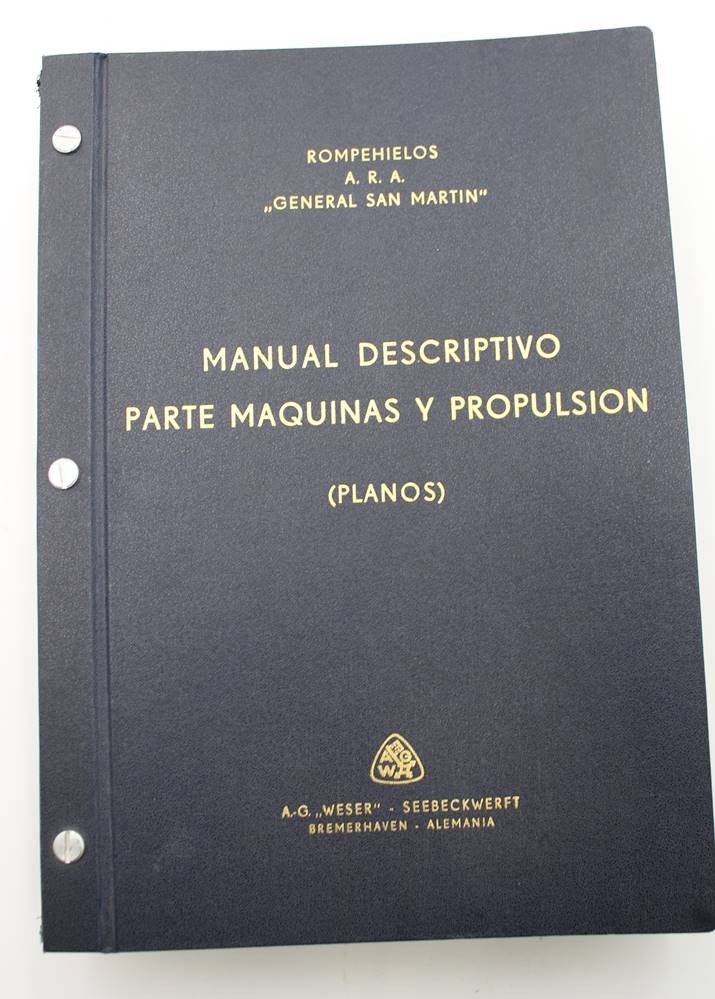 ROMPEHIELOS
A. R. A.
„GENERAL SAN MARTIN“
MANUAL DESCRIPTIVO
PARTE MAQUINAS Y PROPULSION
(PLANOS)
A.-G. „WESER“ - SEEBECKWERFT
BREMERHAVEN - ALEMANIA